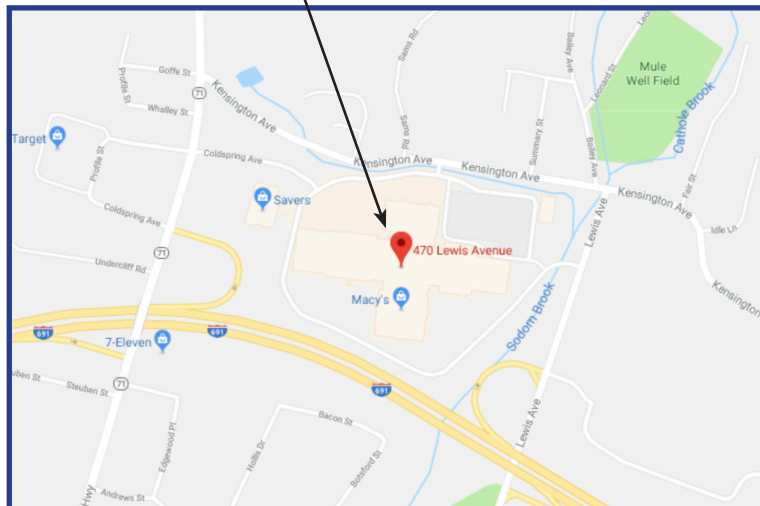 Goffe St
Profile St
Whalley St
71
Kensington Ave
Sams Rd
Sams Rd
Bailey Ave
Leonard St
Mule
Well Field
Cathole Brook
Target
Profile St
Coldspring Ave
Kensington Ave
Kensington Ave
Summary St
Bailey Ave
Fair St
Kensington Ave
Savers
Coldspring Ave
Lewis Ave
Idle Ln
470 Lewis Avenue
71
Undercliff Rd
Kensington
Macy's
Sodom Brook
691
691
7-Eleven
691
71
Steuben St
Edgewood Pl
Hollis Dr
Bacon St
Botsford St
Lewis Ave
Andrews St
Hwy